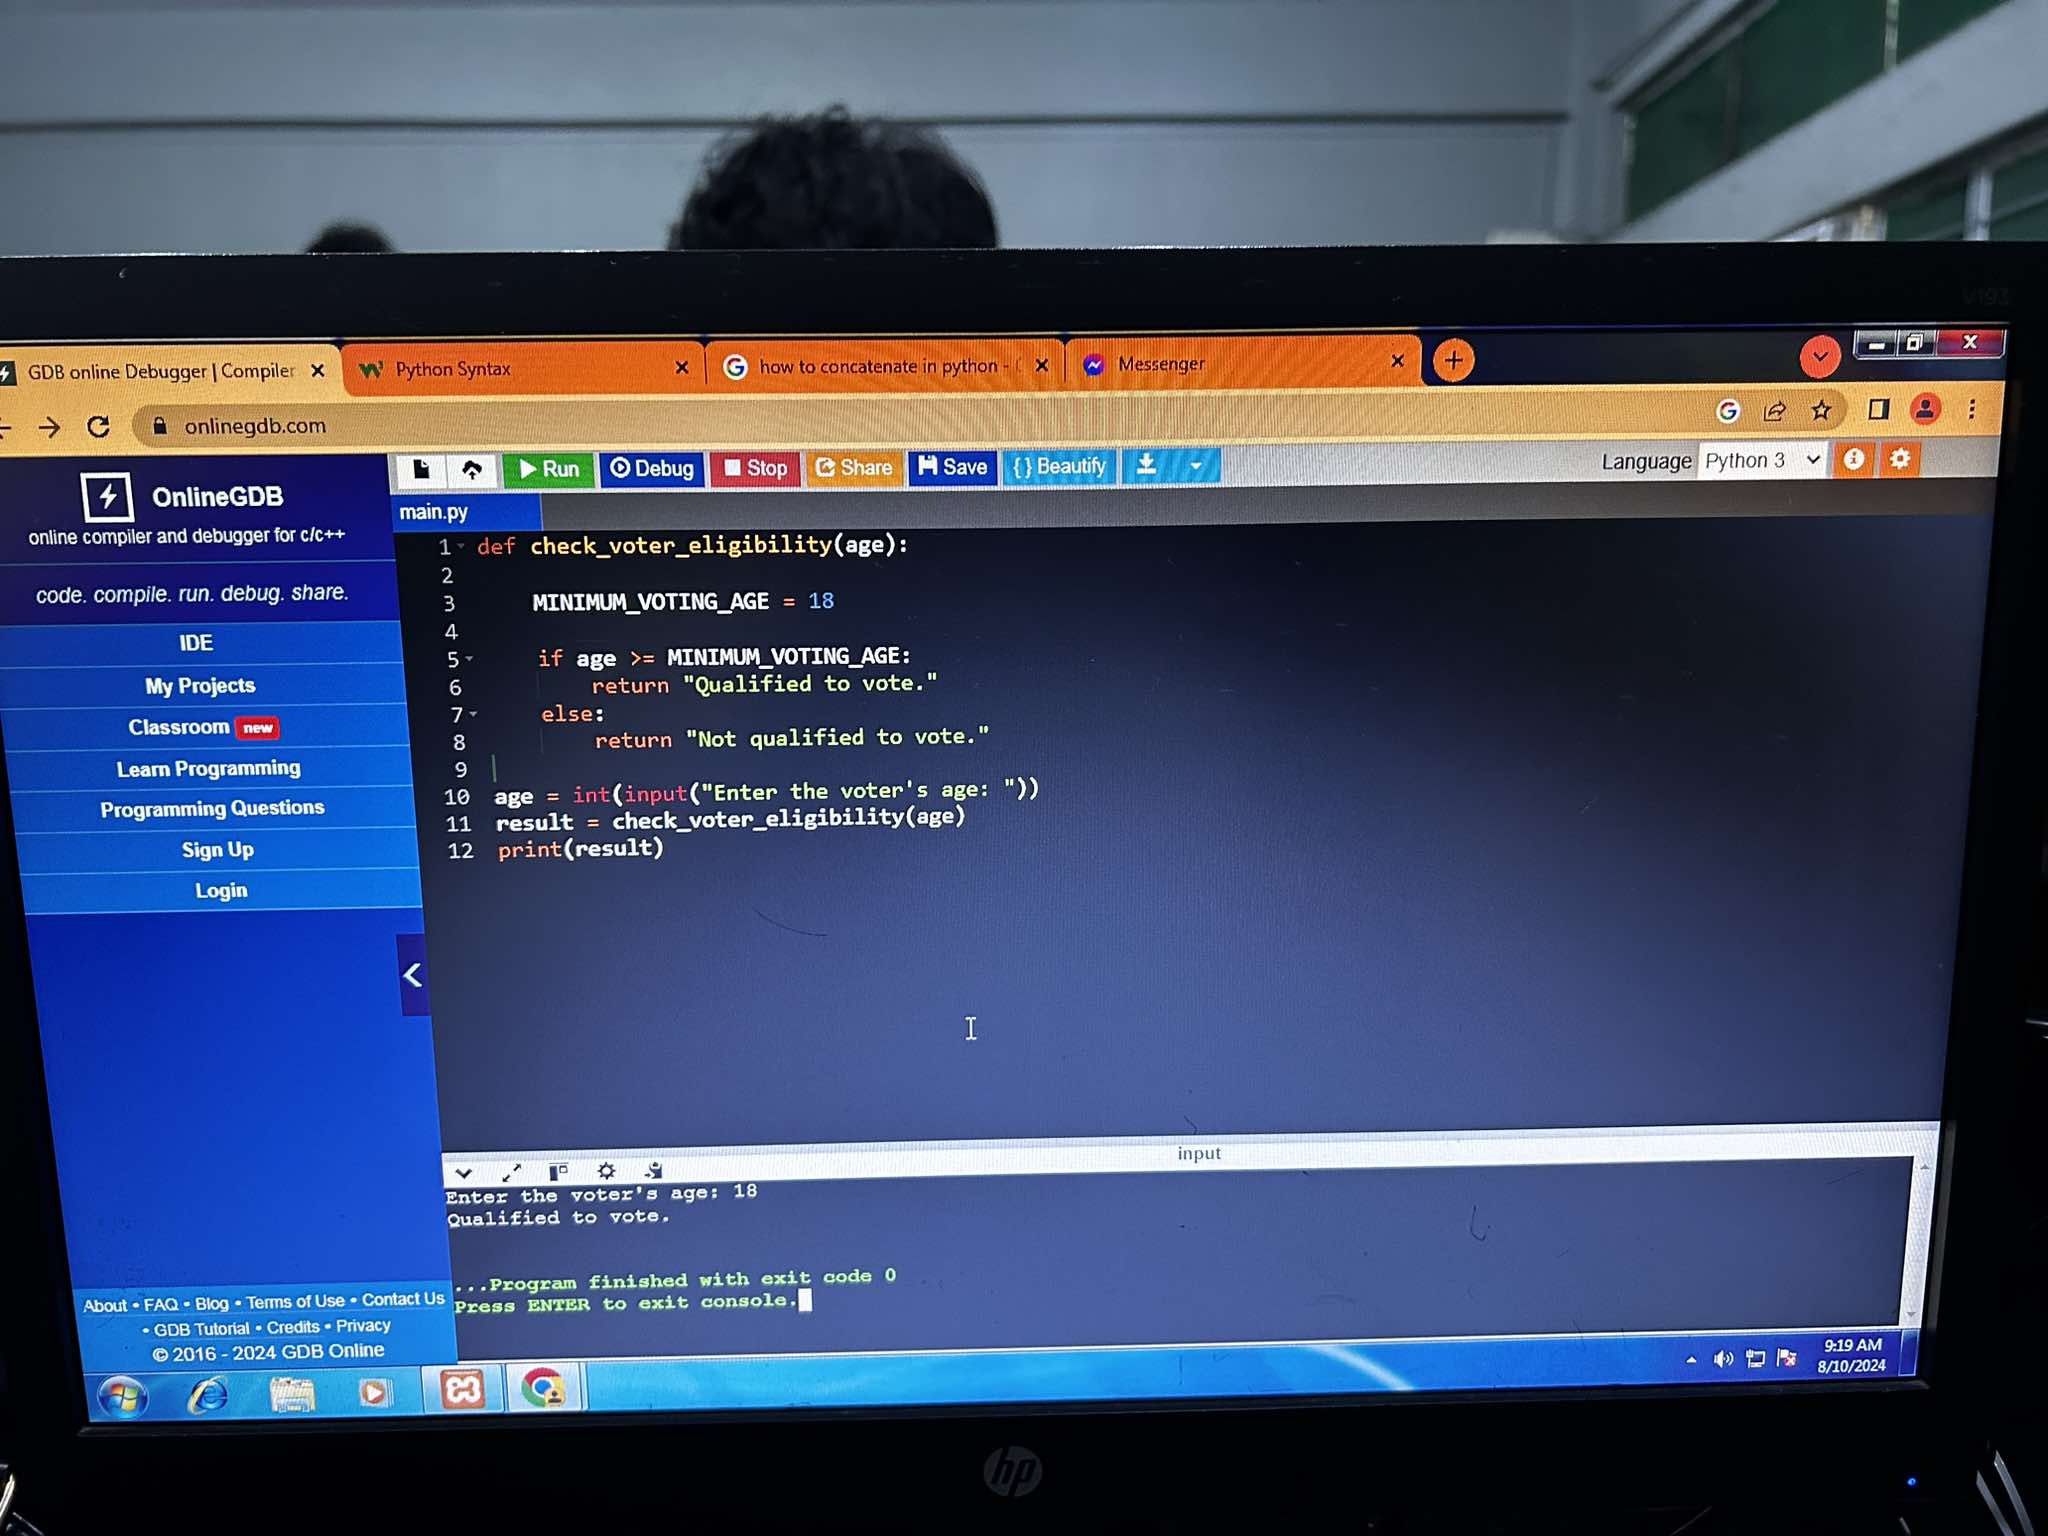 V193
GDB online Debugger | Compiler
Python Syntax
how to concatenate in python -
Messenger
onlinegdb.com
OnlineGDB
online compiler and debugger for c/c++
code. compile. run. debug. share.
IDE
My Projects
Classroom new
Learn Programming
Programming Questions
Sign Up
Login
About • FAQ • Blog • Terms of Use • Contact Us
• GDB Tutorial • Credits • Privacy
© 2016 - 2024 GDB Online
Run Debug Stop Share Save {} Beautify
Language Python 3
main.py
1 def check_voter_eligibility(age):
2
3 MINIMUM_VOTING_AGE = 18
4
5 if age >= MINIMUM_VOTING_AGE:
6 return "Qualified to vote."
7 else:
8 return "Not qualified to vote."
9
10 age = int(input("Enter the voter's age: "))
11 result = check_voter_eligibility(age)
12 print(result)
input
Enter the voter's age: 18
Qualified to vote.
...Program finished with exit code 0
Press ENTER to exit console.
9:19 AM
8/10/2024
hp